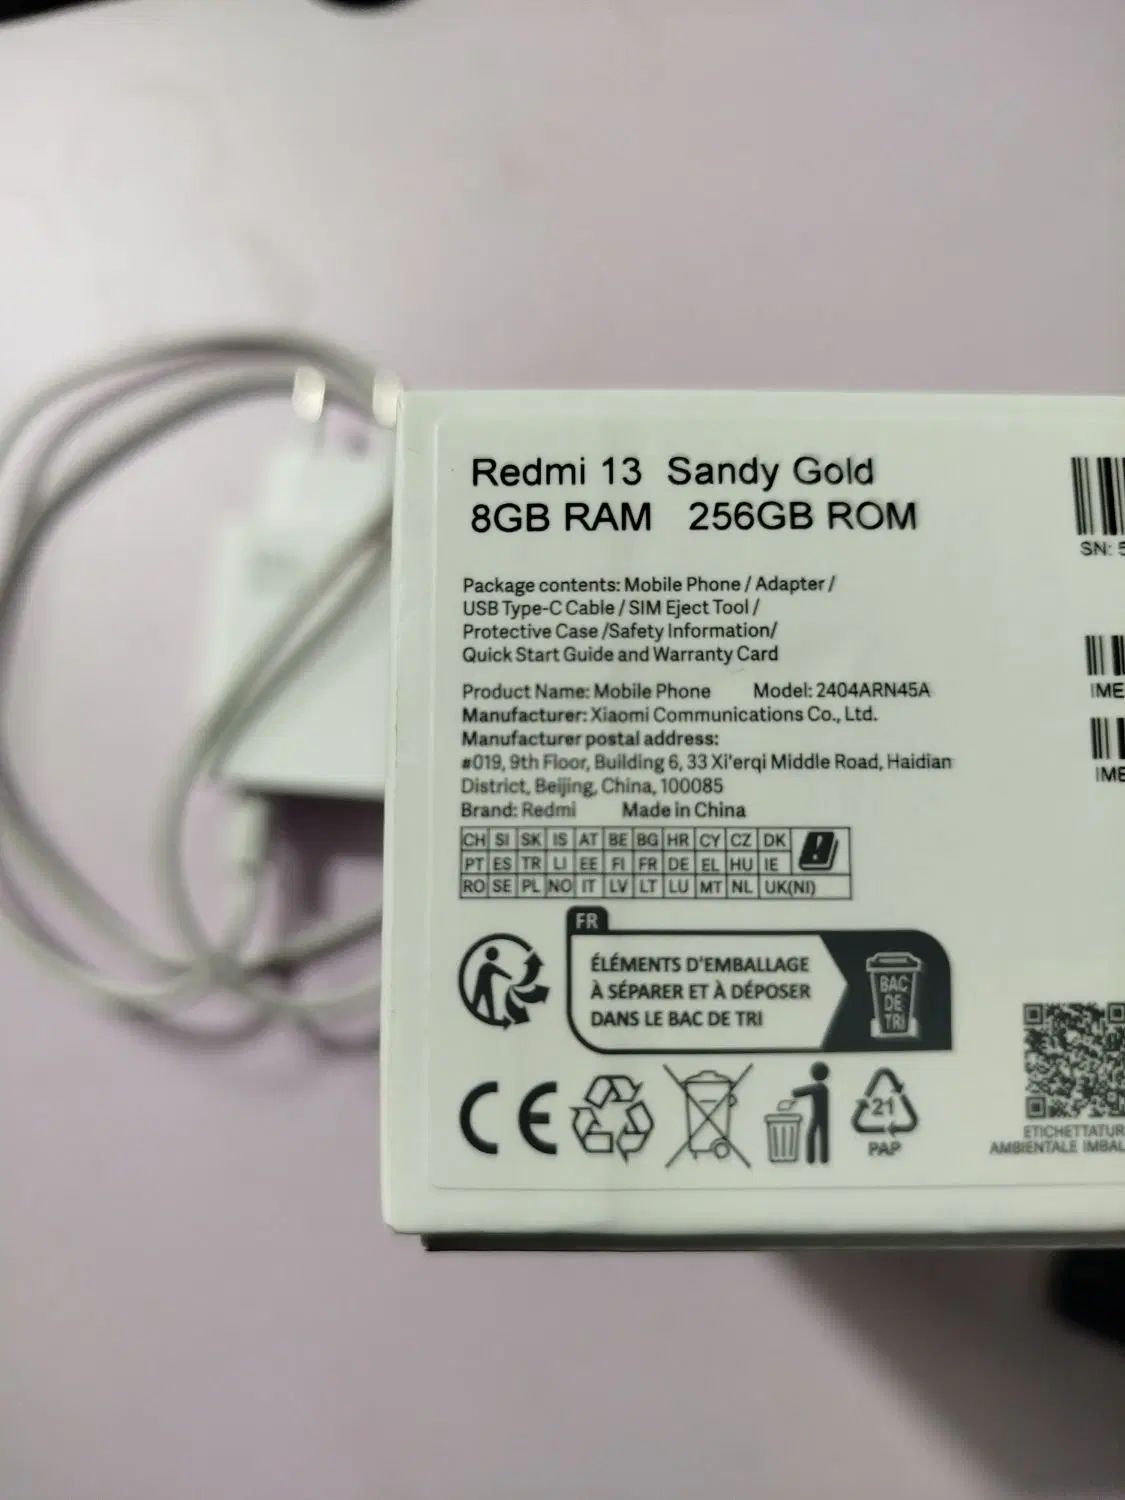 Redmi 13 Sandy Gold
8GB RAM 256GB ROM
SN: 5
Package contents: Mobile Phone / Adapter /
USB Type-C Cable / SIM Eject Tool /
Protective Case /Safety Information/
Quick Start Guide and Warranty Card
IME
Product Name: Mobile Phone Model: 2404ARN45A
Manufacturer: Xiaomi Communications Co., Ltd.
Manufacturer postal address:
#019, 9th Floor, Building 6, 33 Xi'erqi Middle Road, Haidian
District, Beijing, China, 100085
IME
Brand: Redmi Made in China
CH SI SK IS AT BE BG HR CY CZ DK
PT ES TR LI EE FI FR DE EL HU IE
RO SE PL NO IT LV LT LU MT NL UK(NI)
FR
ÉLÉMENTS D'EMBALLAGE
À SÉPARER ET À DÉPOSER
DANS LE BAC DE TRI
BAC
DE
TRI
CE
21
PAP
ETICHETTATUR
AMBIENTALE IMBAL